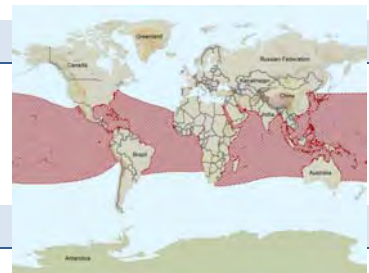 Greenland
Russian Federation
Canada
Kazakhstan
China
India
Brazil
Australia
Antarctica